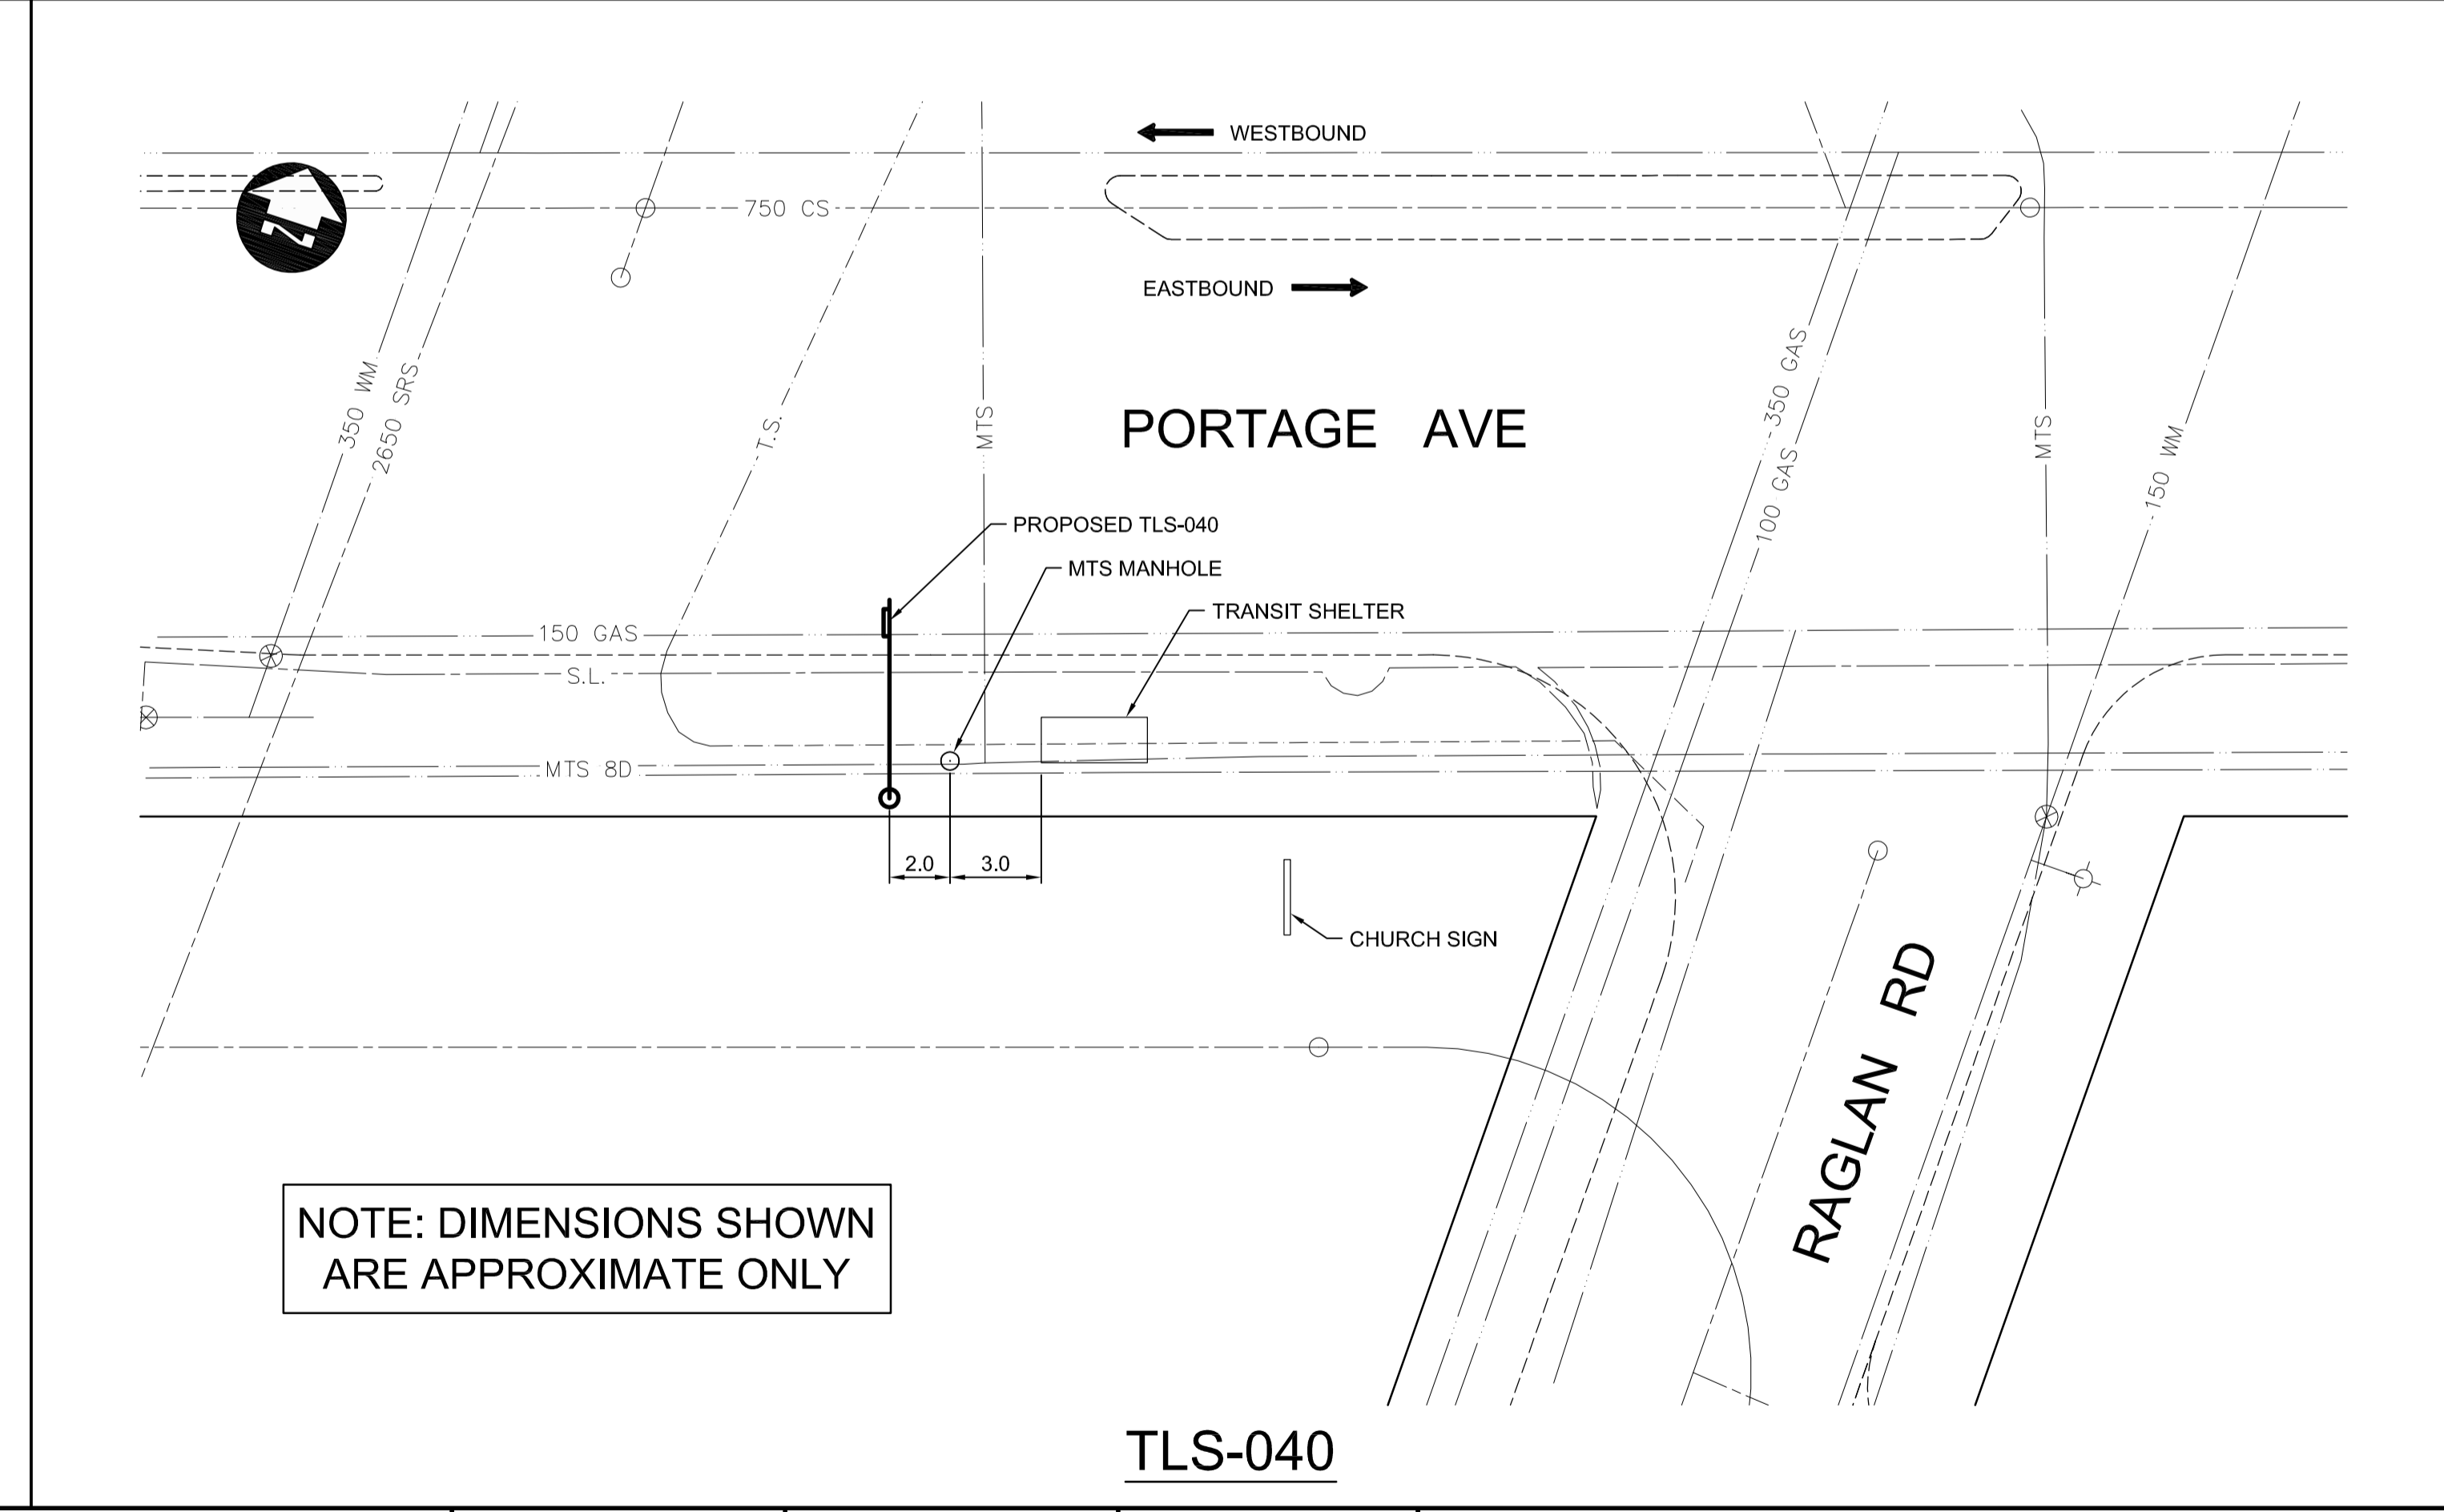 WESTBOUND
750 CS
EASTBOUND
350 WM
2650 SRS
T.S.
MTS
PORTAGE AVE
350 GAS
100 GAS
MTS
150 WM
PROPOSED TLS-040
MTS MANHOLE
TRANSIT SHELTER
150 GAS
S.L.
MTS 8D
2.0
3.0
CHURCH SIGN
RAGLAN RD
NOTE: DIMENSIONS SHOWN
ARE APPROXIMATE ONLY
Z
TLS-040